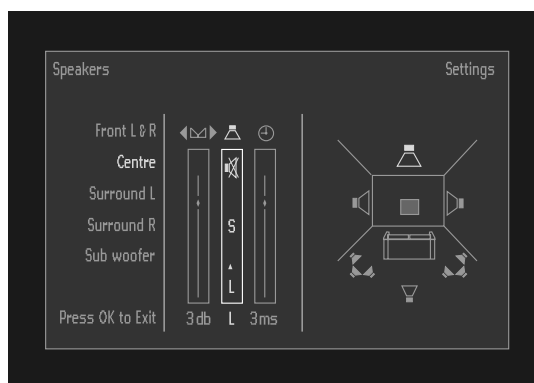 Speakers Settings
Front L & R
Centre
Surround L
S
Surround R
Sub woofer
L
Press OK to Exit 3db L 3ms